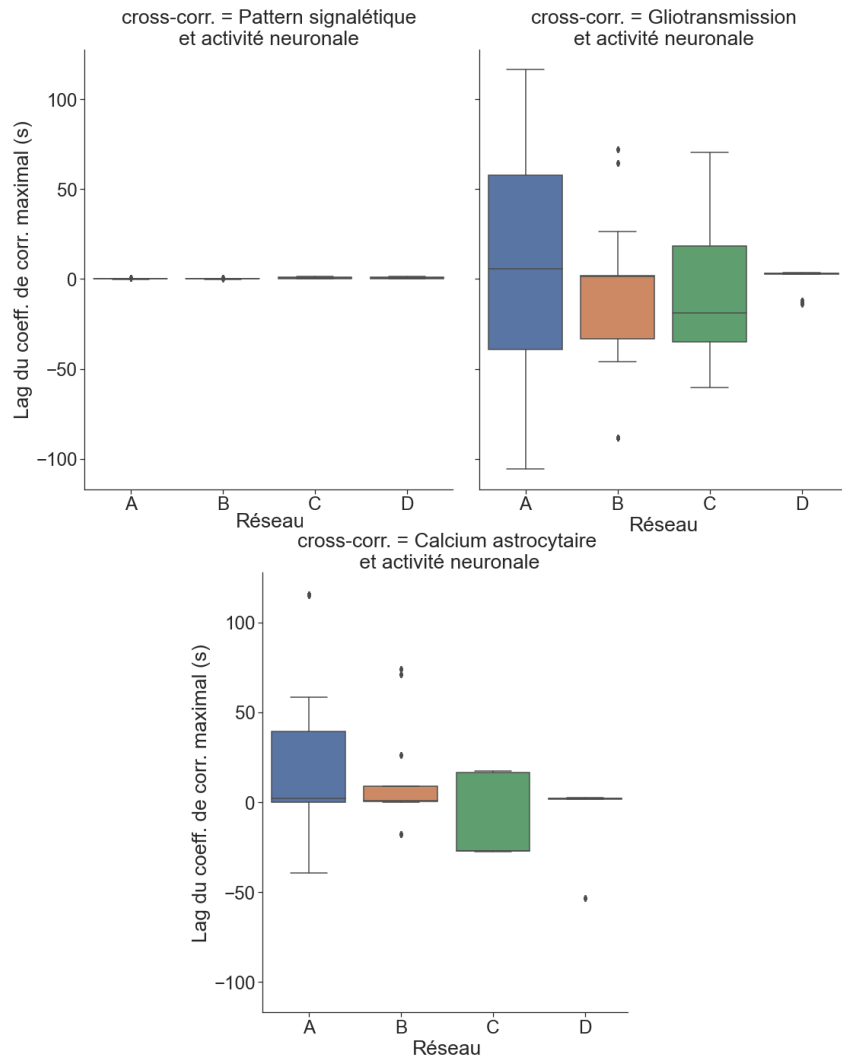 cross-corr. = Pattern signalétique
et activité neuronale
cross-corr. = Gliotransmission
et activité neuronale
Lag du coeff. de corr. maximal (s)
100
50
0
−50
−100
A B C D
Réseau
A B C D
Réseau
cross-corr. = Calcium astrocytaire
et activité neuronale
Lag du coeff. de corr. maximal (s)
100
50
0
−50
−100
A B C D
Réseau